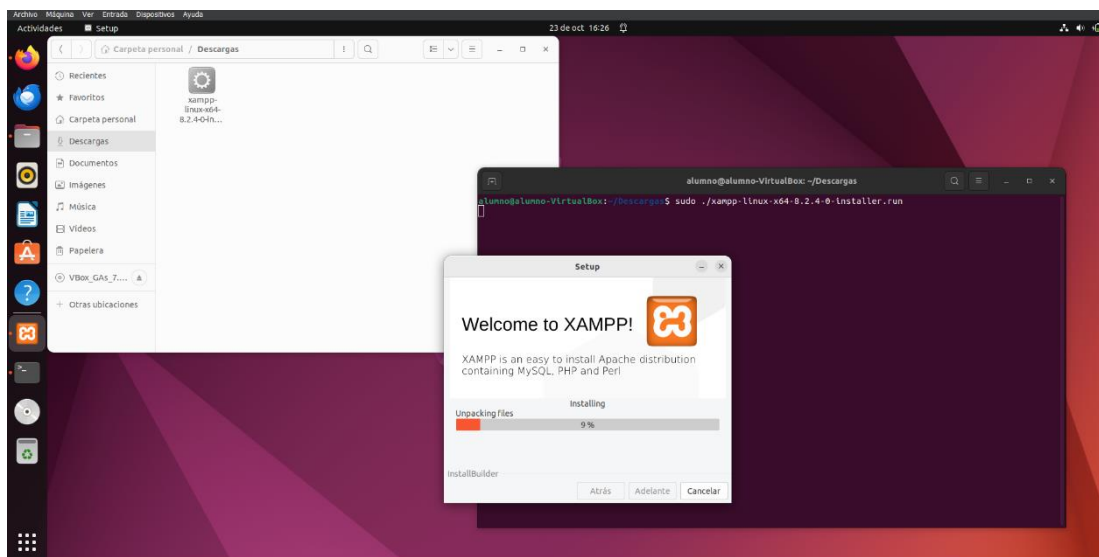 Archivo Máquina Ver Entrada Dispositivos Ayuda
Actividades Setup 23 de oct 16:26
Carpeta personal / Descargas
Recientes
Favoritos
Carpeta personal
Descargas
Documentos
Imágenes
Música
Vídeos
Papelera
VBox_GAs_7....
+ Otras ubicaciones
xampp-
linux-x64-
8.2.4-0-in...
alumno@alumno-VirtualBox: ~/Descargas
alumno@alumno-VirtualBox:~/Descargas$ sudo ./xampp-linux-x64-8.2.4-0-installer.run
Setup
Welcome to XAMPP!
XAMPP is an easy to install Apache distribution
containing MySQL, PHP and Perl
Installing
Unpacking files
9 %
InstallBuilder
Atrás Adelante Cancelar